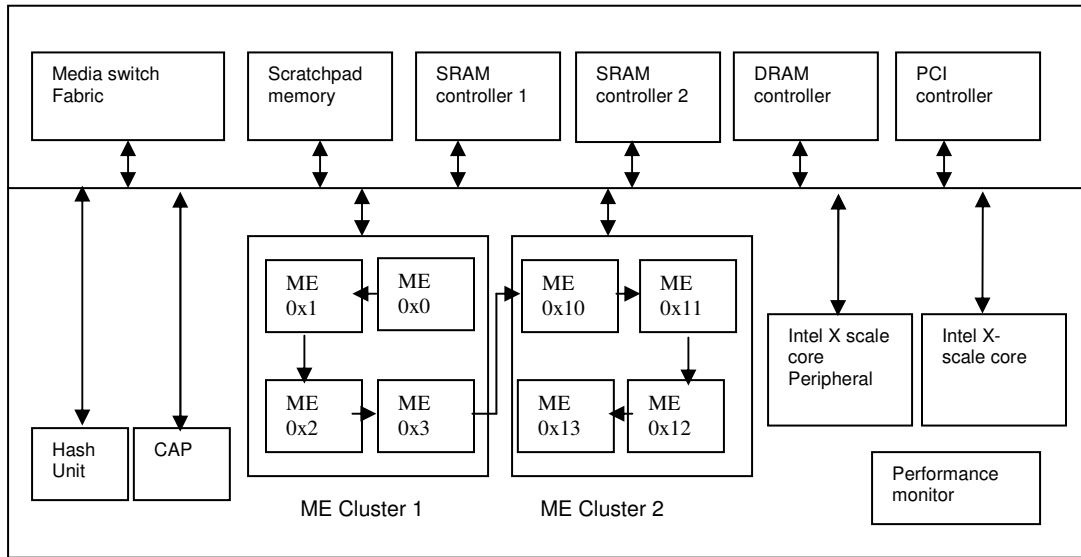 Media switch
Fabric
Scratchpad
memory
SRAM
controller 1
SRAM
controller 2
DRAM
controller
PCI
controller
ME
0x1
ME
0x0
ME
0x10
ME
0x11
ME
0x2
ME
0x3
ME
0x13
ME
0x12
Intel X scale
core
Peripheral
Intel X-
scale core
Hash
Unit
CAP
Performance
monitor
ME Cluster 1
ME Cluster 2